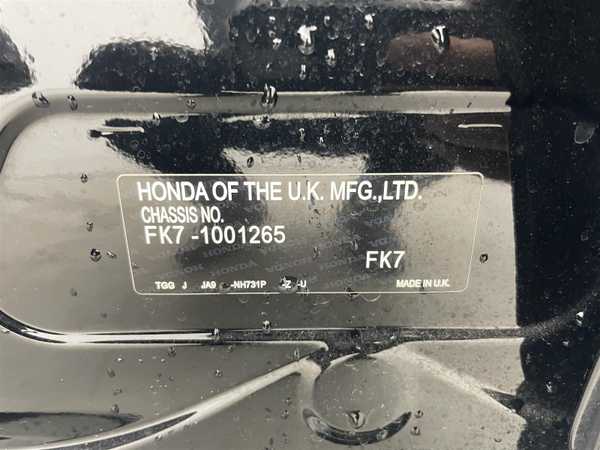 HONDA OF THE U.K. MFG.,LTD.
CHASSIS NO.
FK7 -1001265
FK7
TGG J JA9 -NH731P -Z -U MADE IN U.K.